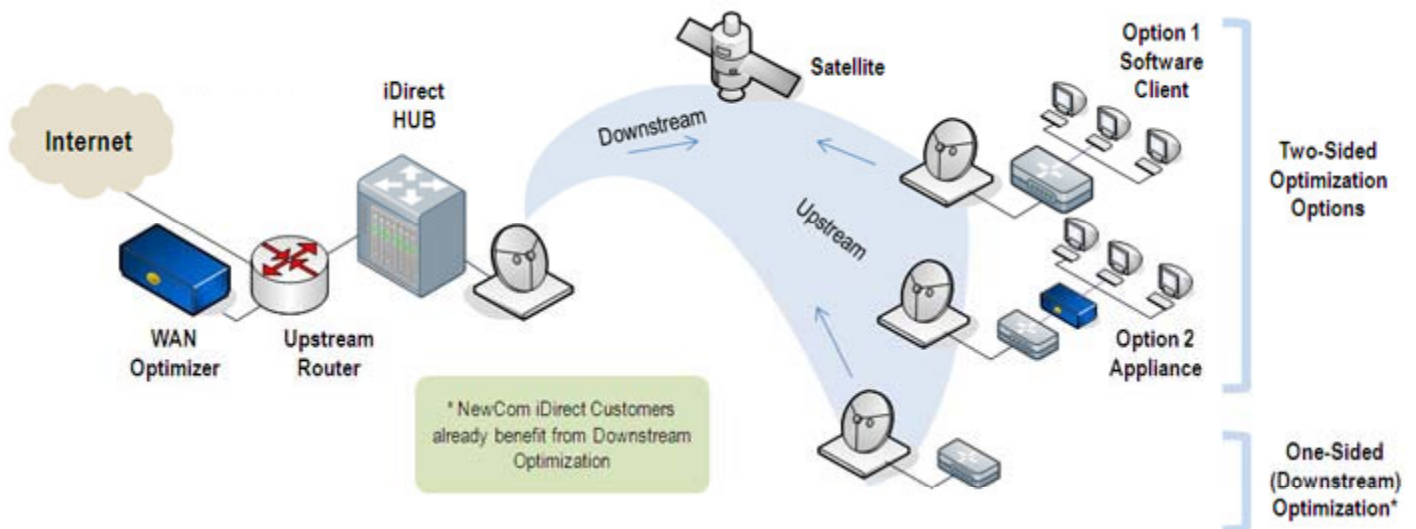 Internet
WAN
Optimizer
Upstream
Router
iDirect
HUB
Downstream
Satellite
Upstream
Option 1
Software
Client
Option 2
Appliance
Two-Sided
Optimization
Options
* NewCom iDirect Customers
already benefit from Downstream
Optimization
One-Sided
(Downstream)
Optimization*